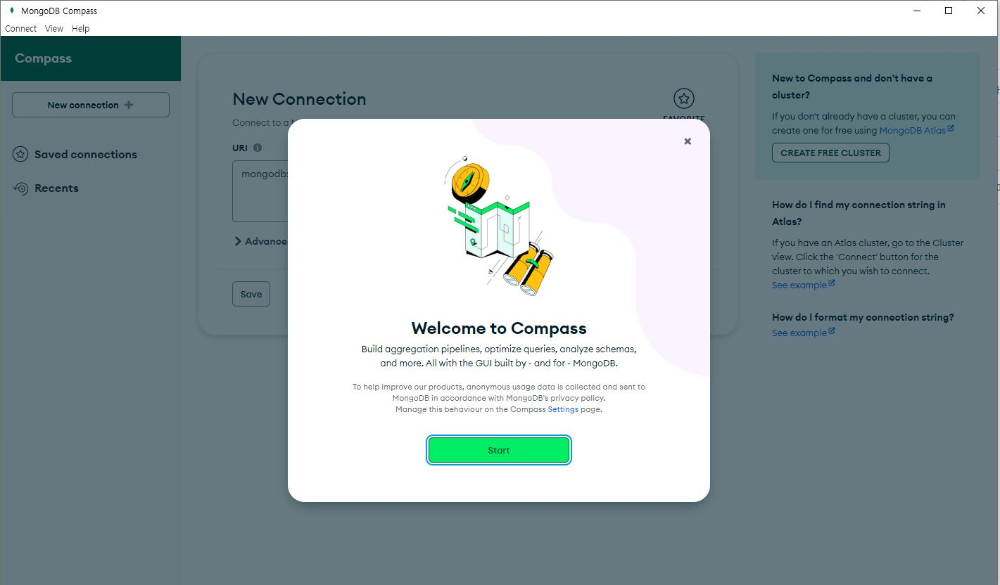 MongoDB Compass
Connect View Help
Compass
New connection
Saved connections
Recents
New Connection
FAVORITE
Connect to a
URI
mongodb:
Save
Welcome to Compass
Build aggregation pipelines, optimize queries, analyze schemas,
and more. All with the GUI built by - and for - MongoDB.
To help improve our products, anonymous usage data is collected and sent to
MongoDB in accordance with MongoDB's privacy policy.
Manage this behaviour on the Compass Settings page.
Start
New to Compass and don't have a
cluster?
If you don't already have a cluster, you can
create one for free using MongoDB Atlas
CREATE FREE CLUSTER
How do I find my connection string in
Atlas?
If you have an Atlas cluster, go to the Cluster
view. Click the 'Connect' button for the
cluster to which you wish to connect.
See example
How do I format my connection string?
See example